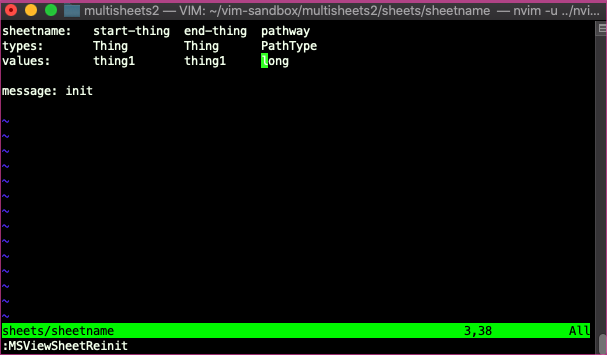 multisheets2 — VIM: ~/vim-sandbox/multisheets2/sheets/sheetname — nvim -u ../nvi...
sheetname: start-thing end-thing pathway
types: Thing Thing PathType
values: thing1 thing1 long
message: init
~
~
~
~
~
~
~
~
~
~
~
~
~
~
sheets/sheetname 3,38 All
:MSViewSheetReinit